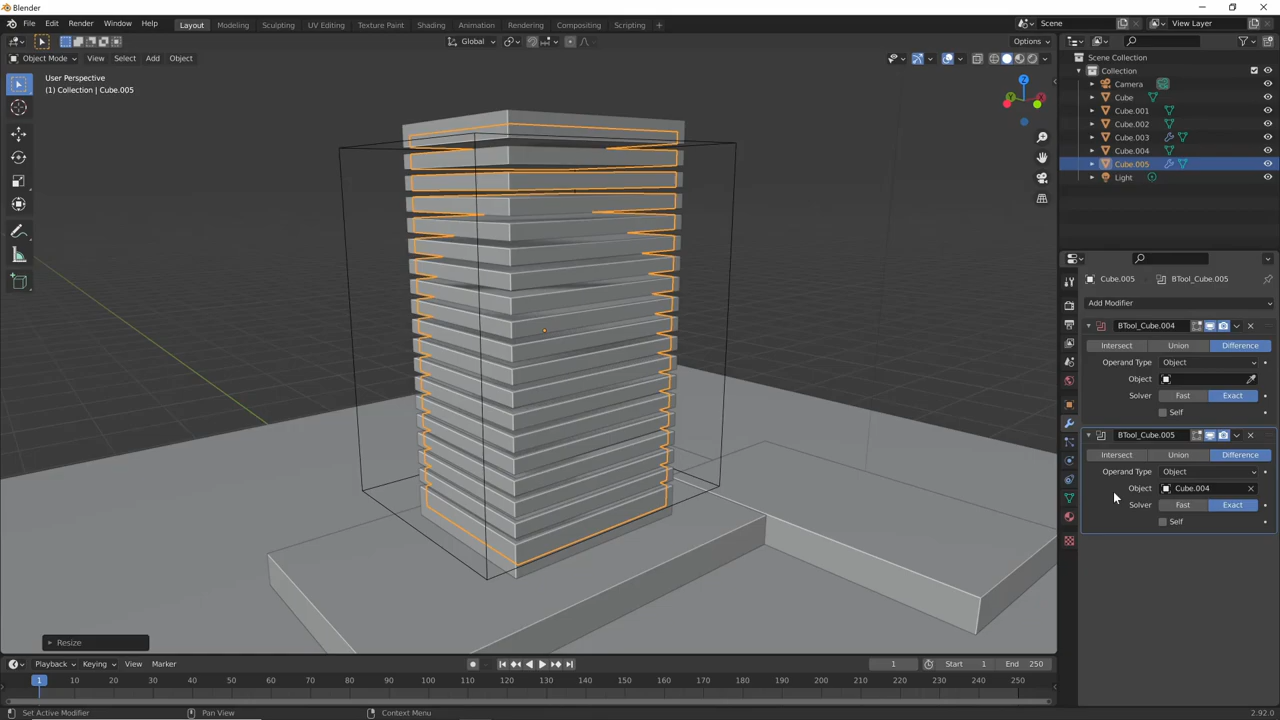 Blender
File Edit Render Window Help Layout Modeling Sculpting UV Editing Texture Paint Shading Animation Rendering Compositing Scripting + Scene View Layer
Global Options
Object Mode View Select Add Object
User Perspective
(1) Collection | Cube.005
Z
Y X
Scene Collection
Collection
Camera
Cube
Cube.001
Cube.002
Cube.003
Cube.004
Cube.005
Light
Cube.005 BTool_Cube.005
Add Modifier
BTool_Cube.004
Intersect Union Difference
Operand Type Object
Object
Solver Fast Exact
Self
BTool_Cube.005
Intersect Union Difference
Operand Type Object
Object Cube.004
Solver Fast Exact
Self
Resize
Playback Keying View Marker 1 Start 1 End 250
1 10 20 30 40 50 60 70 80 90 100 110 120 130 140 150 160 170 180 190 200 210 220 230 240 250
Set Active Modifier Pan View Context Menu 2.92.0